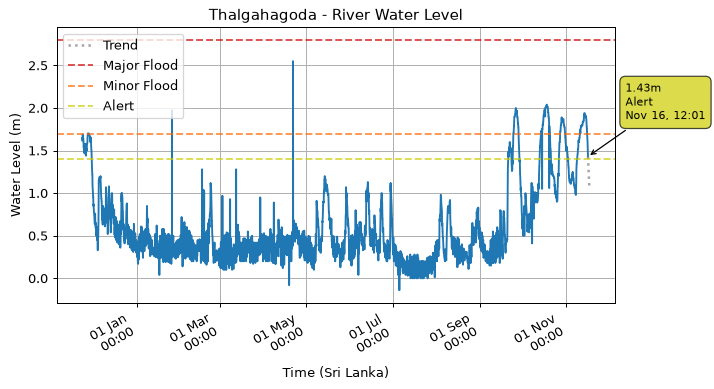 Thalgahagoda - River Water Level
Trend
Major Flood
Minor Flood
Alert
1.43m
Alert
Nov 16, 12:01
Water Level (m)
2.5
2.0
1.5
1.0
0.5
0.0
01 Jan
00:00
01 Mar
00:00
01 May
00:00
01 Jul
00:00
01 Sep
00:00
01 Nov
00:00
Time (Sri Lanka)